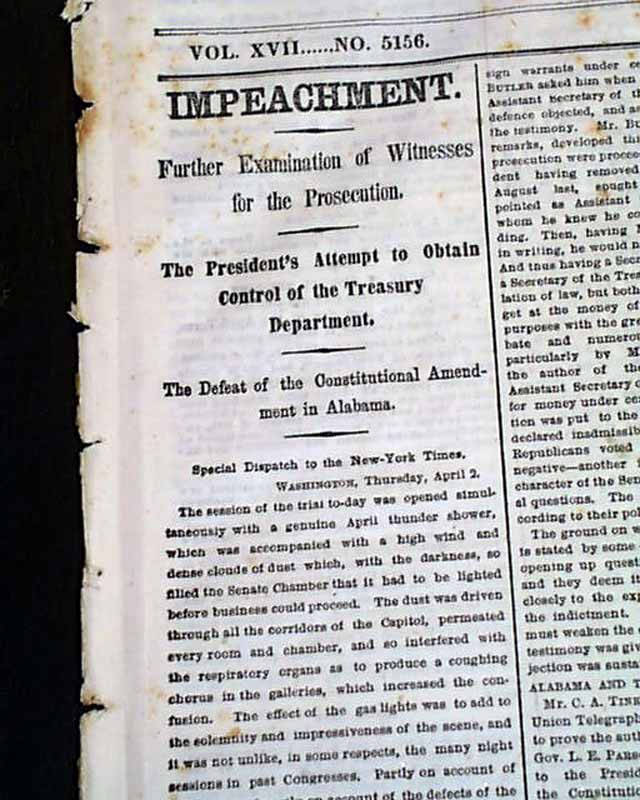 VOL. XVII......NO. 5156.
IMPEACHMENT.
Further Examination of Witnesses
for the Prosecution.
The President's Attempt to Obtain
Control of the Treasury
Department.
The Defeat of the Constitutional Amend-
ment in Alabama.
Special Dispatch to the New-York Times.
WASHINGTON, Thursday, April 2.
The session of the trial to-day was opened simul-
taneously with a genuine April thunder shower,
which was accompanied with a high wind and
dense clouds of dust which, with the darkness, so
filled the Senate Chamber that it had to be lighted
before business could proceed. The dust was driven
through all the corridors of the Capitol, permeated
every room and chamber, and so interfered with
the respiratory organs as to produce a coughing
chorus in the galleries, which increased the con-
fusion. The effect of the gas lights was to add to
the solemnity and impressiveness of the scene, and
it was not unlike, in some respects, the many night
sessions in past Congresses. Partly on account of
account of the defects of the
sign warrants under
BUTLER asked him when
Assistant Secretary of
defence objected, and
the testimony. Mr.
remarks, developed
prosecution were
dent having removed
August last, sought
pointed as Assistant
whom he knew he
ding. Then, having
in writing, he would
And thus having a
a Secretary of the
lation of law, but both
get at the money of
purposes with the
bate and
particularly by
the author of the
Assistant Secretary
for money under
tion was put to the
declared
Republicans voted
negative—another
character of the
al questions. The
cording to their
The ground on
is stated by some
opening up
and they deem it
closely to the
the indictment.
must weaken the
testimony was
jection was
ALABAMA AND
Mr. C. A.
Union
to prove the
Gov. L. E.
to the
the